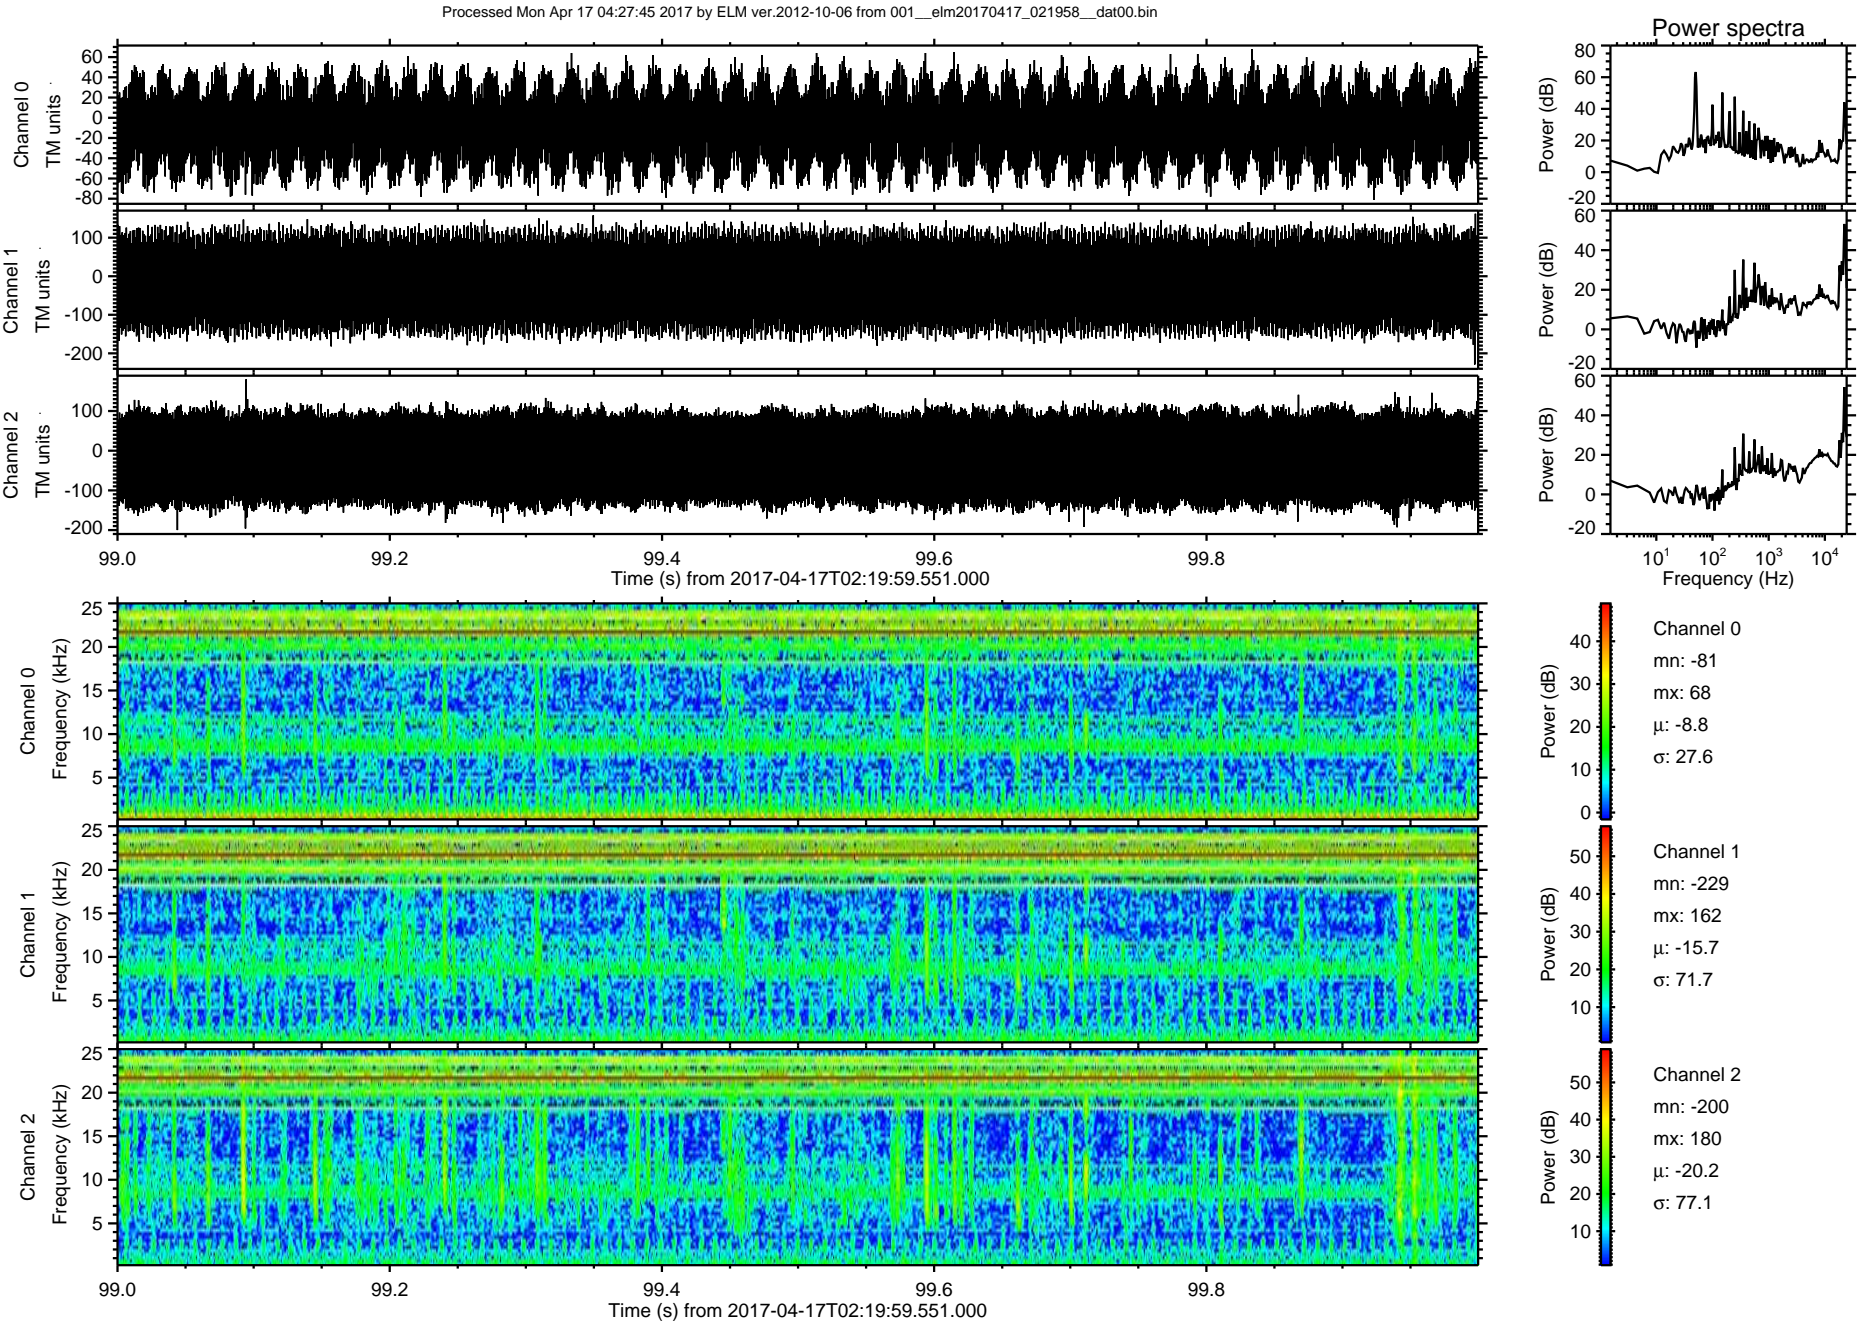 Processed Mon Apr 17 04:27:45 2017 by ELM ver.2012-10-06 from 001__elm20170417_021958__dat00.bin
Power spectra
Channel 0
TM units
60
40
20
0
-20
-40
-60
-80
Power (dB)
80
60
40
20
0
-20
Channel 1
TM units
100
0
-100
-200
Power (dB)
60
40
20
0
-20
Channel 2
TM units
100
0
-100
-200
Power (dB)
60
40
20
0
-20
99.0 99.2 99.4 99.6 99.8
Time (s) from 2017-04-17T02:19:59.551.000
10^1 10^2 10^3 10^4
Frequency (Hz)
Channel 0
Frequency (kHz)
25
20
15
10
5
Power (dB)
40
30
20
10
0
Channel 0
mn: -81
mx: 68
μ: -8.8
σ: 27.6
Channel 1
Frequency (kHz)
25
20
15
10
5
Power (dB)
50
40
30
20
10
Channel 1
mn: -229
mx: 162
μ: -15.7
σ: 71.7
Channel 2
Frequency (kHz)
25
20
15
10
5
Power (dB)
50
40
30
20
10
Channel 2
mn: -200
mx: 180
μ: -20.2
σ: 77.1
99.0 99.2 99.4 99.6 99.8
Time (s) from 2017-04-17T02:19:59.551.000